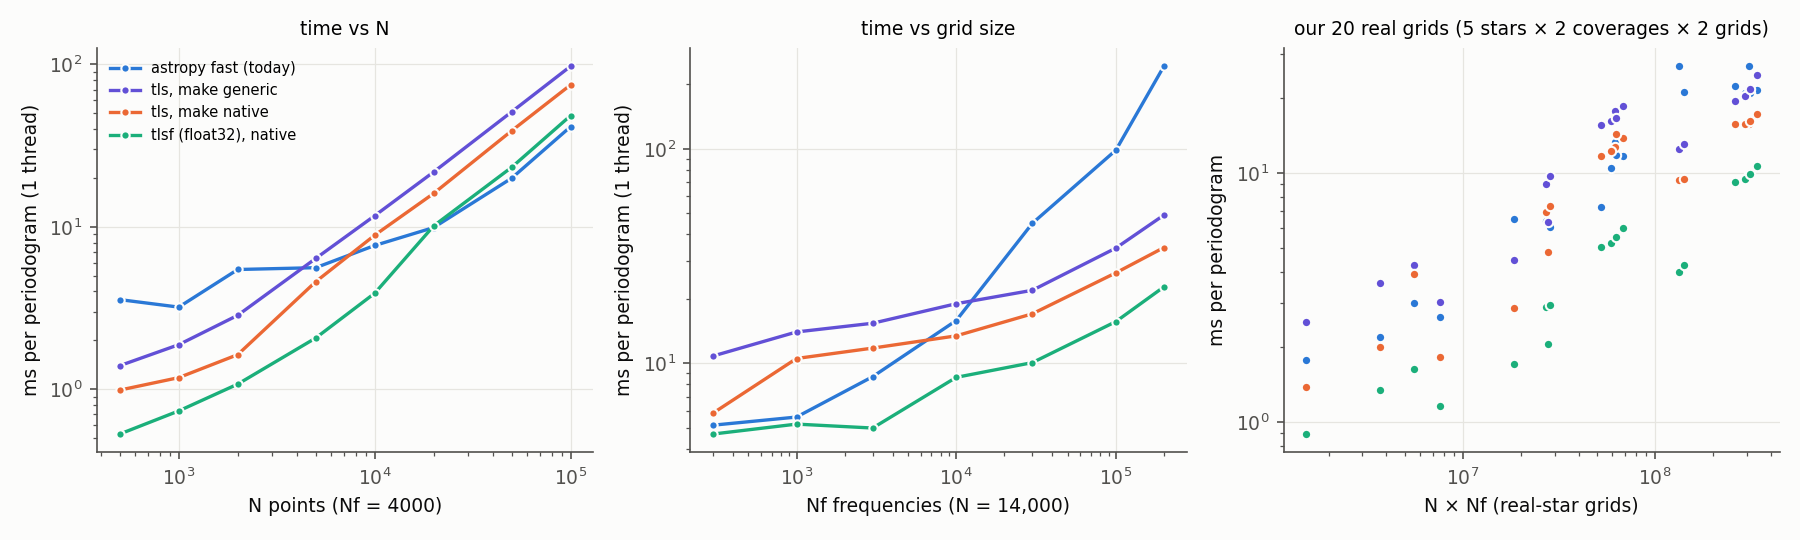 time vs N
time vs grid size
our 20 real grids (5 stars × 2 coverages × 2 grids)
astropy fast (today)
tls, make generic
tls, make native
tlsf (float32), native
ms per periodogram (1 thread)
10²
10¹
10⁰
10³
10⁴
10⁵
N points (Nf = 4000)
ms per periodogram (1 thread)
10²
10¹
10³
10⁴
10⁵
Nf frequencies (N = 14,000)
ms per periodogram
10¹
10⁰
10⁷
10⁸
N × Nf (real-star grids)